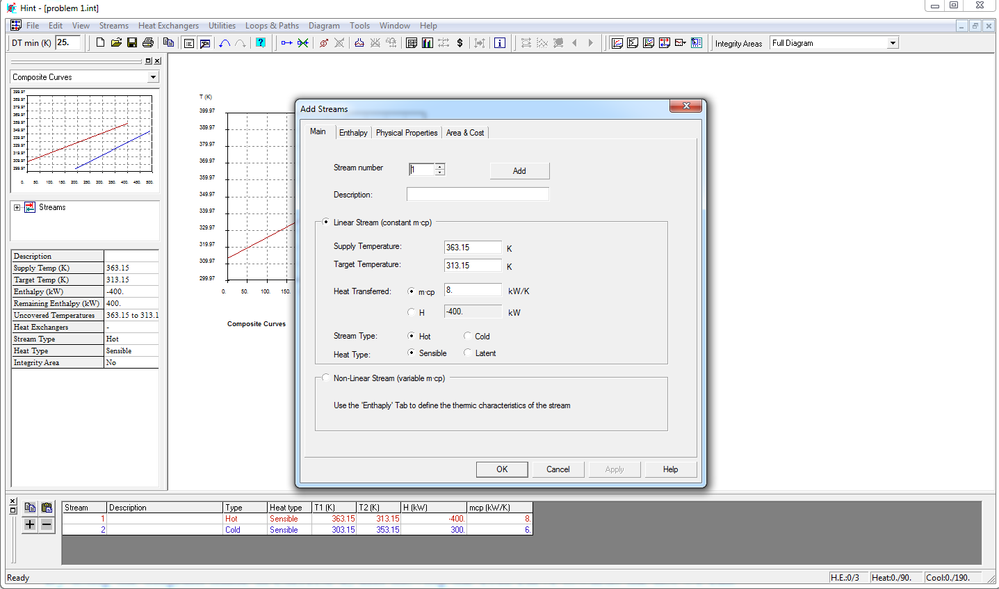 Hint - [problem 1.int]
File Edit View Streams Heat Exchangers Utilities Loops & Paths Diagram Tools Window Help
DT min (K) 25. Integrity Areas Full Diagram
Composite Curves
399.97
389.97
379.97
369.97
359.97
349.97
339.97
329.97
319.97
309.97
299.97
0. 50. 100. 150. 200. 250. 300. 350. 400. 450. 500.
Streams
Description
Supply Temp (K) 363.15
Target Temp (K) 313.15
Enthalpy (kW) -400.
Remaining Enthalpy (kW) 400.
Uncovered Temperatures 363.15 to 313.1
Heat Exchangers -
Stream Type Hot
Heat Type Sensible
Integrity Area No
T (K)
399.97
389.97
379.97
369.97
359.97
349.97
339.97
329.97
319.97
309.97
299.97
0. 50. 100. 150.
Composite Curves
Add Streams
Main Enthalpy Physical Properties Area & Cost
Stream number 1 Add
Description:
Linear Stream (constant m·cp)
Supply Temperature: 363.15 K
Target Temperature: 313.15 K
Heat Transferred: m·cp 8. kW/K
H -400. kW
Stream Type: Hot Cold
Heat Type: Sensible Latent
Non-Linear Stream (variable m·cp)
Use the 'Enthaply' Tab to define the thermic characteristics of the stream
OK Cancel Apply Help
Stream Description Type Heat type T1 (K) T2 (K) H (kW) mcp (kW/K)
1 Hot Sensible 363.15 313.15 -400. 8.
2 Cold Sensible 303.15 353.15 300. 6.
Ready H.E.:0/3 Heat:0./90. Cool:0./190.